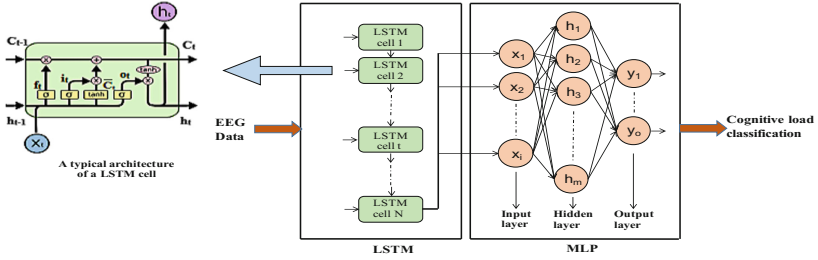 hₜ
Cₜ₋₁
Cₜ
tanh
fₜ
iₜ
C̅ₜ
oₜ
σ
σ
tanh
σ
hₜ₋₁
hₜ
Xₜ
A typical architecture
of a LSTM cell
EEG
Data
LSTM
cell 1
LSTM
cell 2
LSTM
cell t
LSTM
cell N
LSTM
x₁
x₂
xᵢ
h₁
h₂
h₃
hₘ
y₁
yₒ
Input
layer
Hidden
layer
Output
layer
MLP
Cognitive load
classification